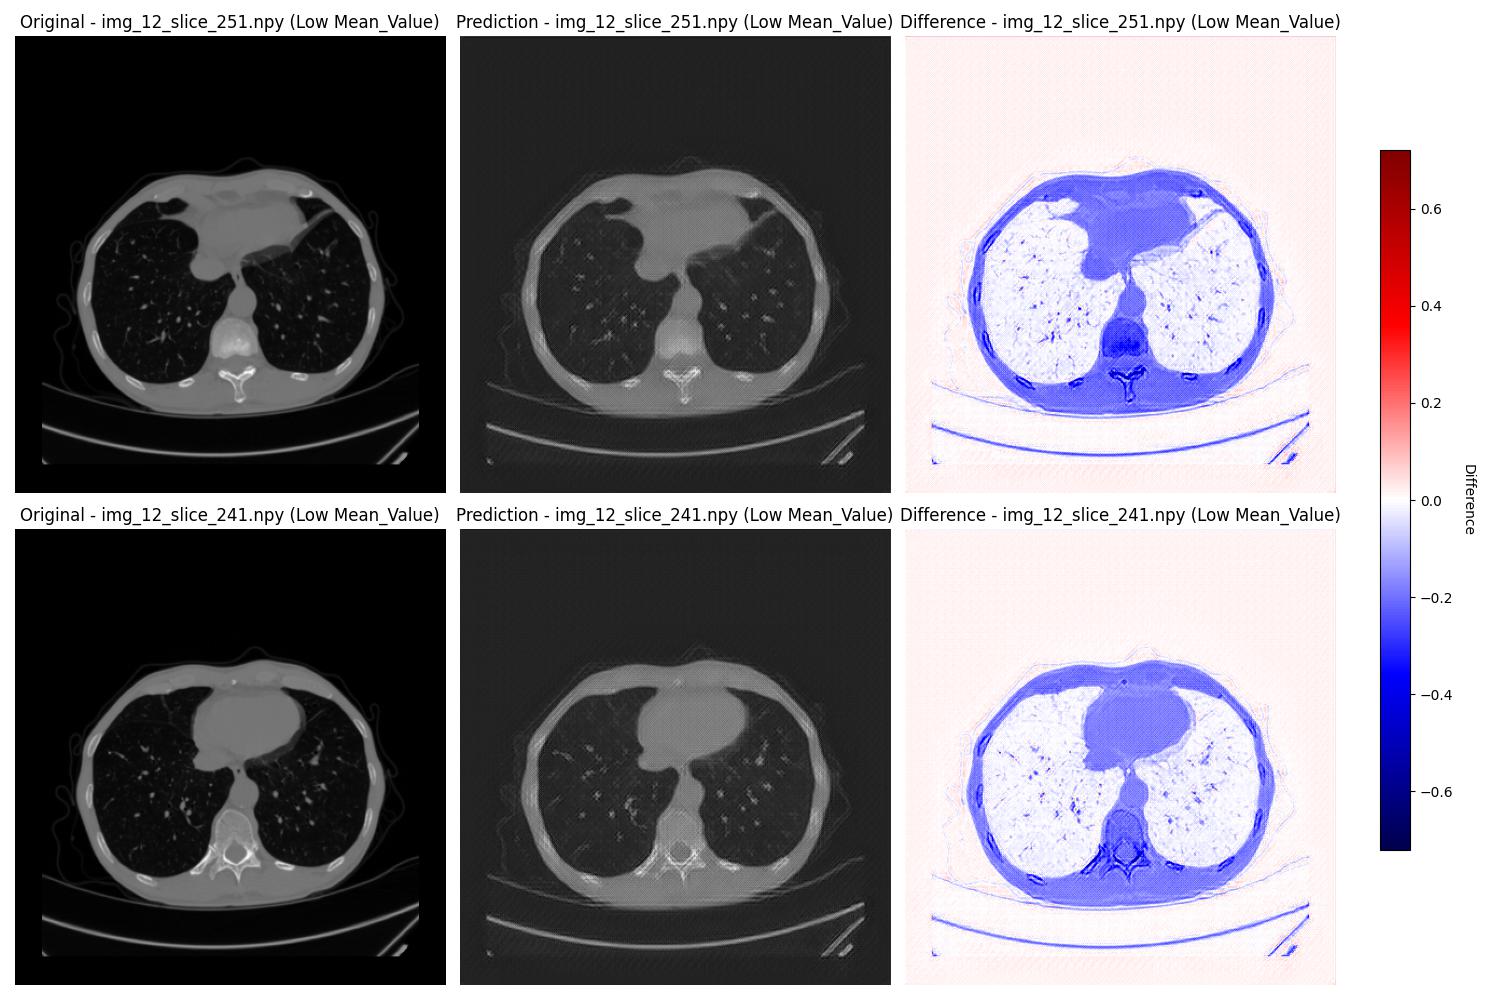 Original - img_12_slice_251.npy (Low Mean_Value)
Prediction - img_12_slice_251.npy (Low Mean_Value)
Difference - img_12_slice_251.npy (Low Mean_Value)
0.6
0.4
0.2
0.0
−0.2
−0.4
−0.6
Difference
Original - img_12_slice_241.npy (Low Mean_Value)
Prediction - img_12_slice_241.npy (Low Mean_Value)
Difference - img_12_slice_241.npy (Low Mean_Value)